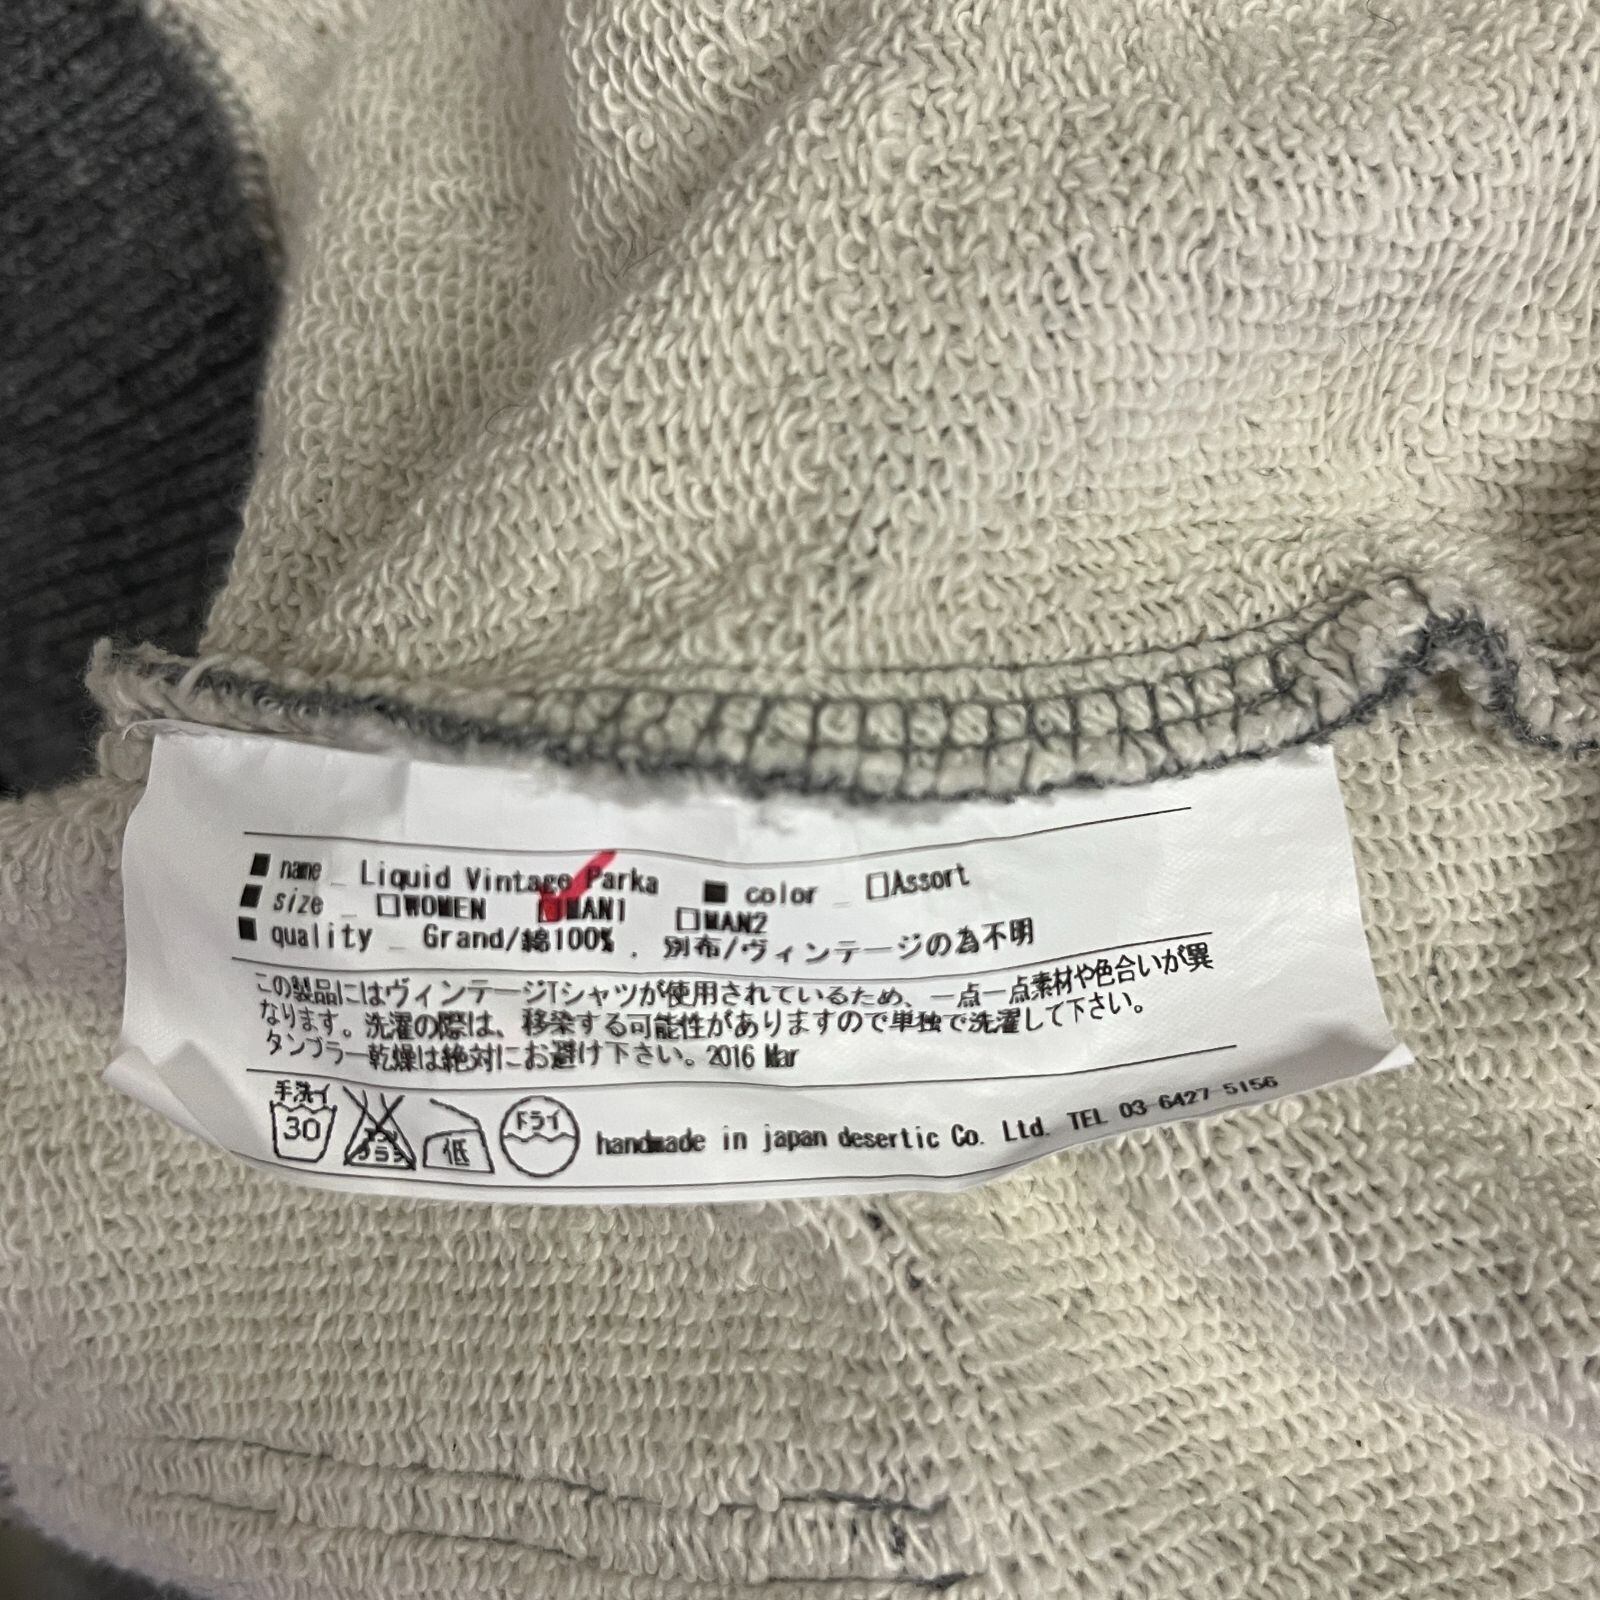 ■ name _ Liquid Vintage Parka ■ color _ □Assort
■ size _ □WOMEN □MAN1 □MAN2
■ quality _ Grand/綿100% . 別布/ヴィンテージの為不明
この製品にはヴィンテージTシャツが使用されているため、一点一点素材や色合いが異
なります。洗濯の際は、移染する可能性がありますので単独で洗濯して下さい。
タンブラー乾燥は絶対にお避け下さい。2016 Mar
手洗イ
30 エンソサラシ 低 ドライ handmade in japan desertic Co. Ltd. TEL 03-6427-5156